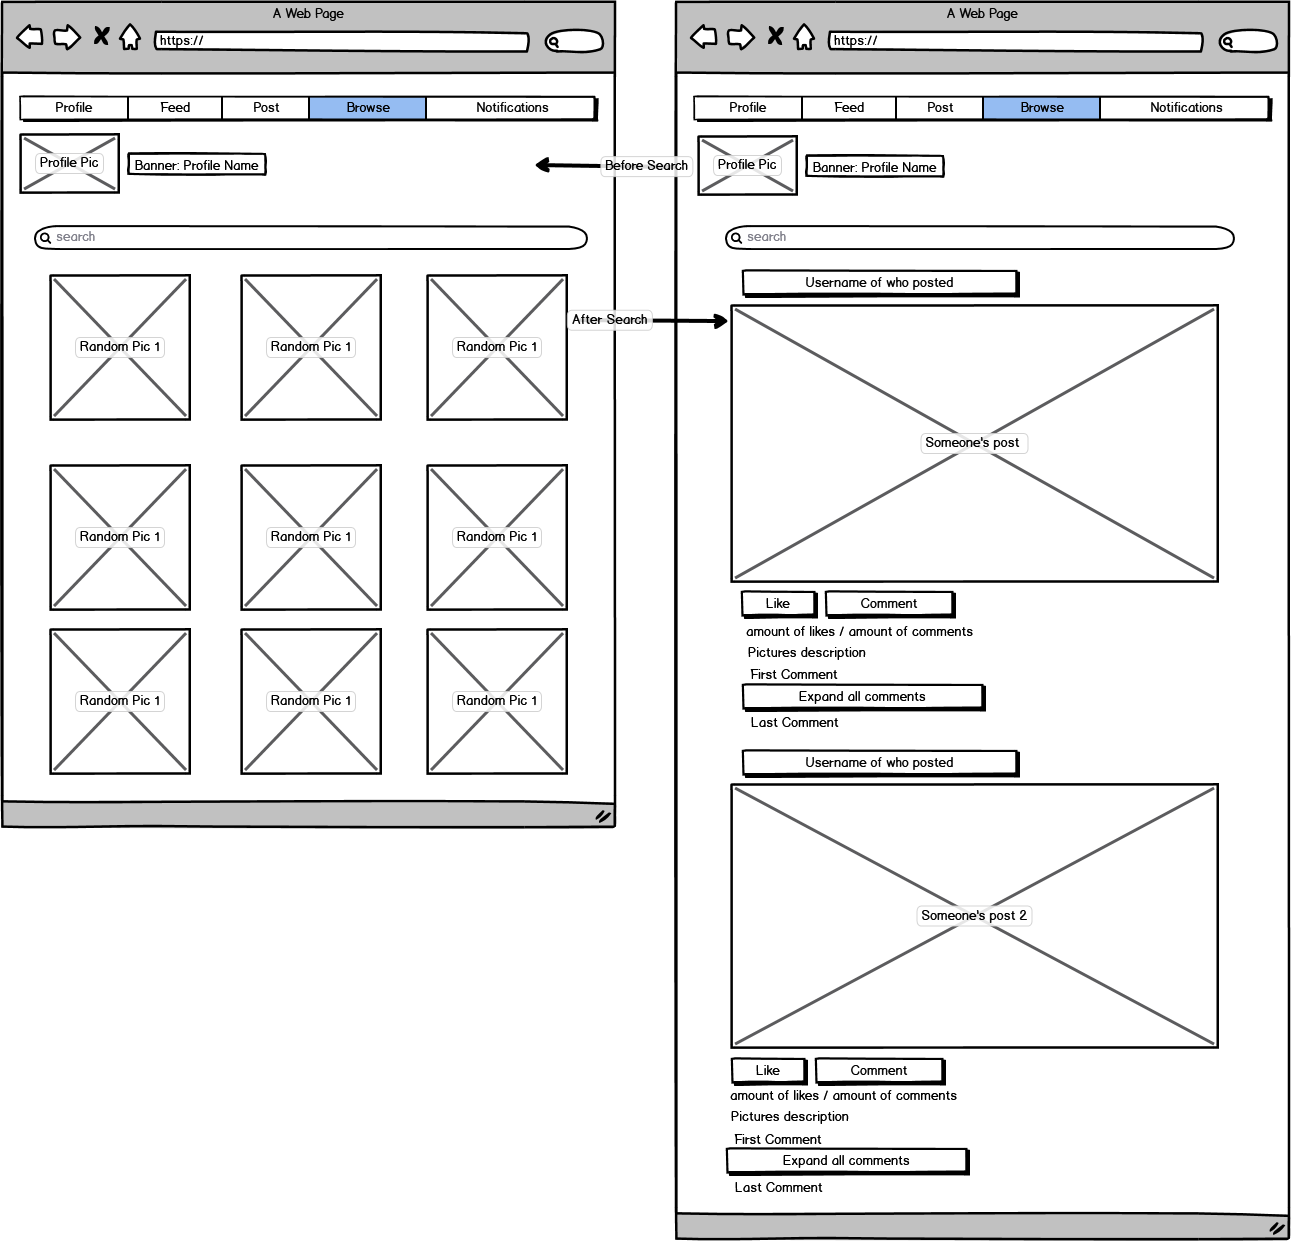 A Web Page
https://
Profile Feed Post Browse Notifications
Profile Pic
Banner: Profile Name
search
Random Pic 1 Random Pic 1 Random Pic 1
Random Pic 1 Random Pic 1 Random Pic 1
Random Pic 1 Random Pic 1 Random Pic 1
Before Search
After Search
A Web Page
https://
Profile Feed Post Browse Notifications
Profile Pic
Banner: Profile Name
search
Username of who posted
Someone's post
Like Comment
amount of likes / amount of comments
Pictures description
First Comment
Expand all comments
Last Comment
Username of who posted
Someone's post 2
Like Comment
amount of likes / amount of comments
Pictures description
First Comment
Expand all comments
Last Comment